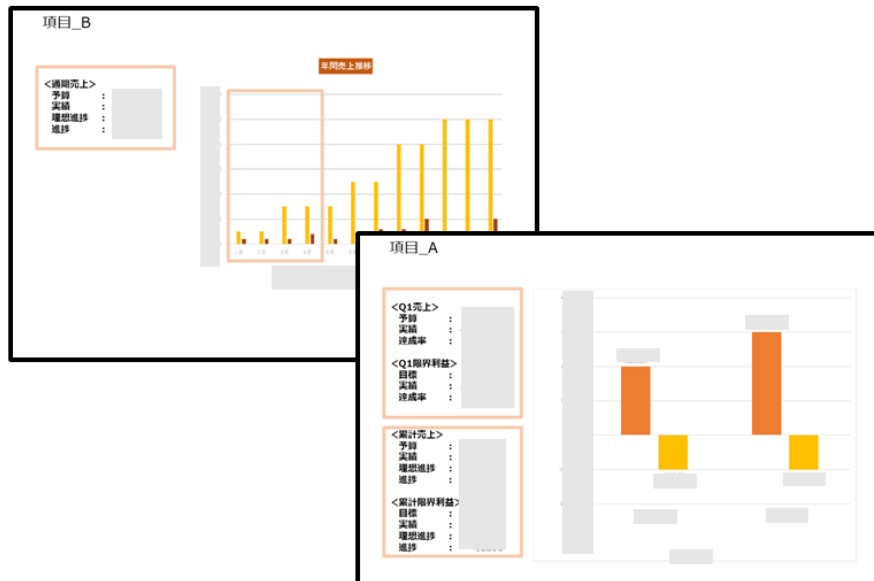 項目_B
年間売上推移
<通期売上>
予算 :
実績 :
理想進捗 :
進捗 :
項目_A
<Q1売上>
予算 :
実績 :
達成率 :
<Q1限界利益>
目標 :
実績 :
達成率 :
<累計売上>
予算 :
実績 :
理想進捗 :
進捗 :
<累計限界利益>
目標 :
実績 :
理想進捗 :
進捗 :